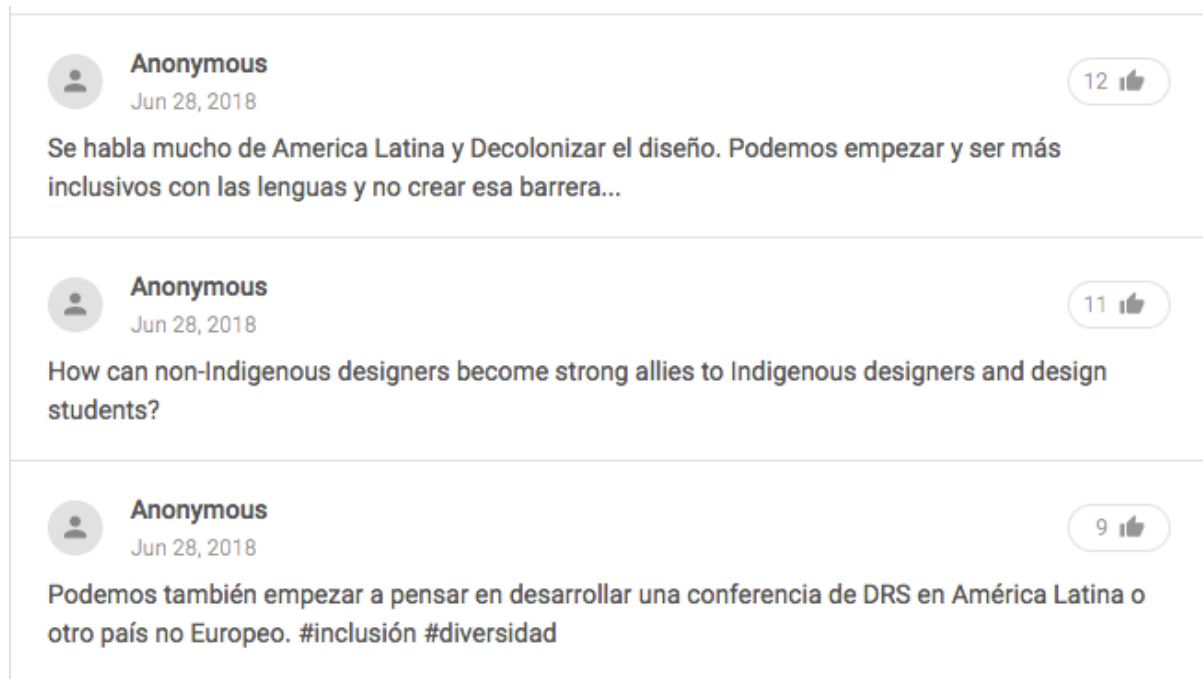 Anonymous
12
Jun 28, 2018
Se habla mucho de America Latina y Decolonizar el diseño. Podemos empezar y ser más
inclusivos con las lenguas y no crear esa barrera...
Anonymous
11
Jun 28, 2018
How can non-Indigenous designers become strong allies to Indigenous designers and design
students?
Anonymous
9
Jun 28, 2018
Podemos también empezar a pensar en desarrollar una conferencia de DRS en América Latina o
otro país no Europeo. #inclusión #diversidad